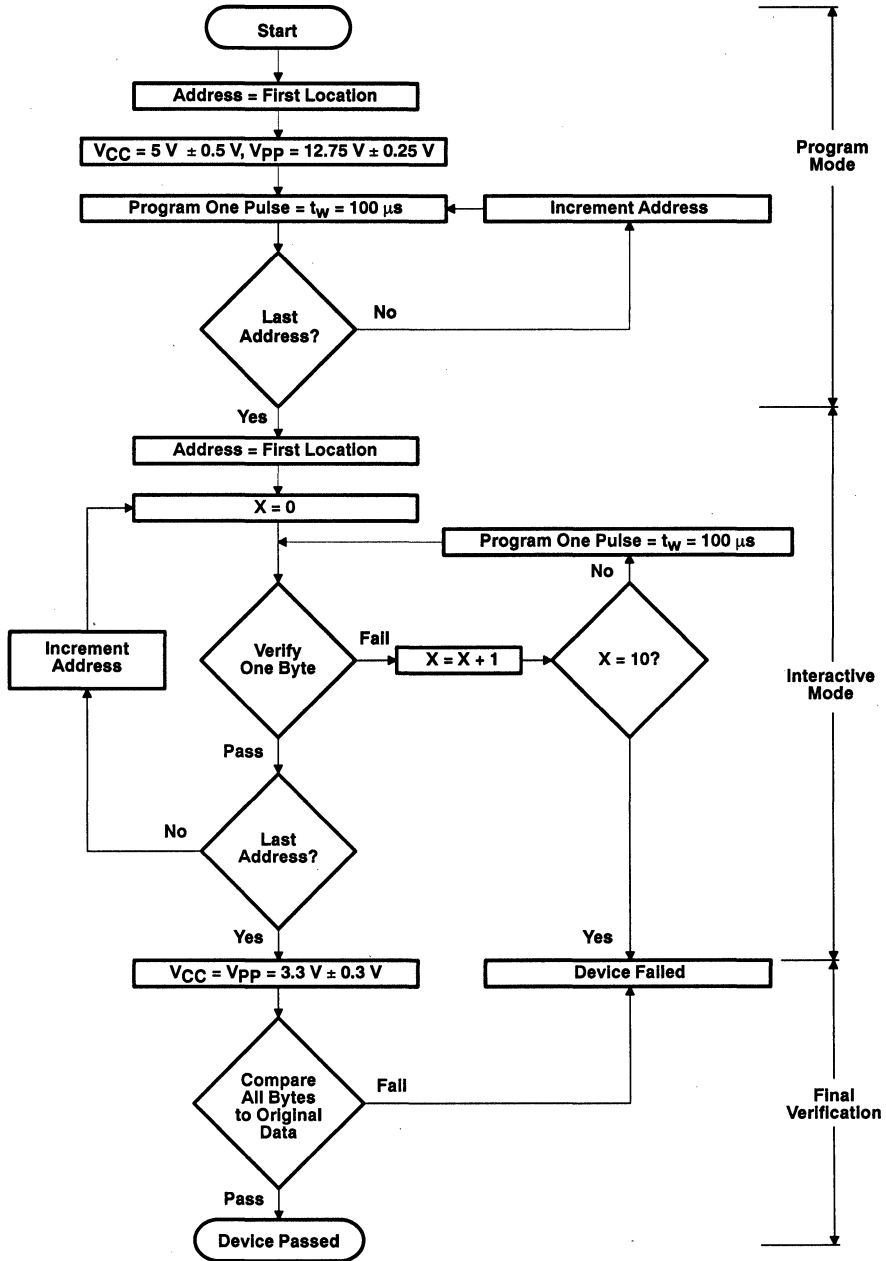 Start
Address = First Location
VCC = 5 V ± 0.5 V, VPP = 12.75 V ± 0.25 V
Program
Mode
Program One Pulse = tw = 100 µs
Increment Address
Last
Address?
No
Yes
Address = First Location
X = 0
Program One Pulse = tw = 100 µs
No
Increment
Address
Verify
One Byte
Fail
X = X + 1
X = 10?
Interactive
Mode
Pass
No
Last
Address?
Yes
Yes
VCC = VPP = 3.3 V ± 0.3 V
Device Failed
Compare
All Bytes
to Original
Data
Fail
Final
Verification
Pass
Device Passed